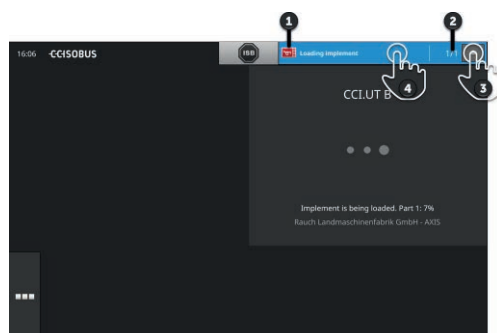 1 2
16:06 CCISOBUS ISB Loading implement 1/1
4 3
CCI.UT B
Implement is being loaded. Part 1: 7%
Rauch Landmaschinenfabrik GmbH - AXIS